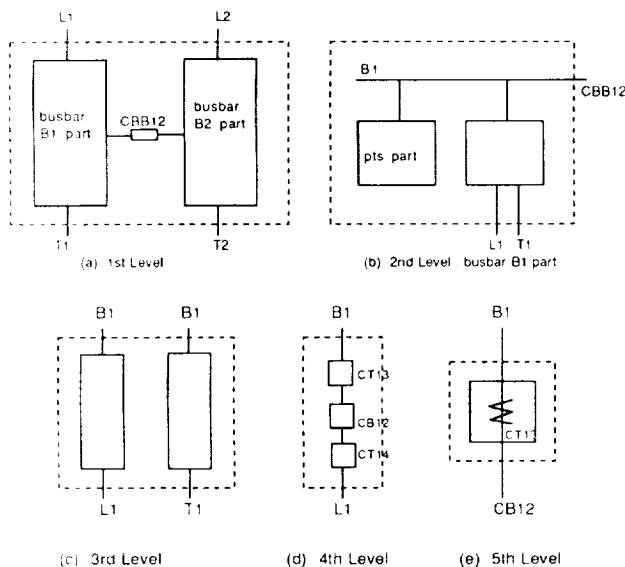 L1
L2
busbar
B1 part
CBB12
busbar
B2 part
T1
T2
(a) 1st Level
B1
CBB12
pts part
L1 T1
(b) 2nd Level . busbar B1 part
B1
B1
L1
T1
(c) 3rd Level
B1
CT13
CB12
CT14
L1
(d) 4th Level
B1
CB12
(e) 5th Level